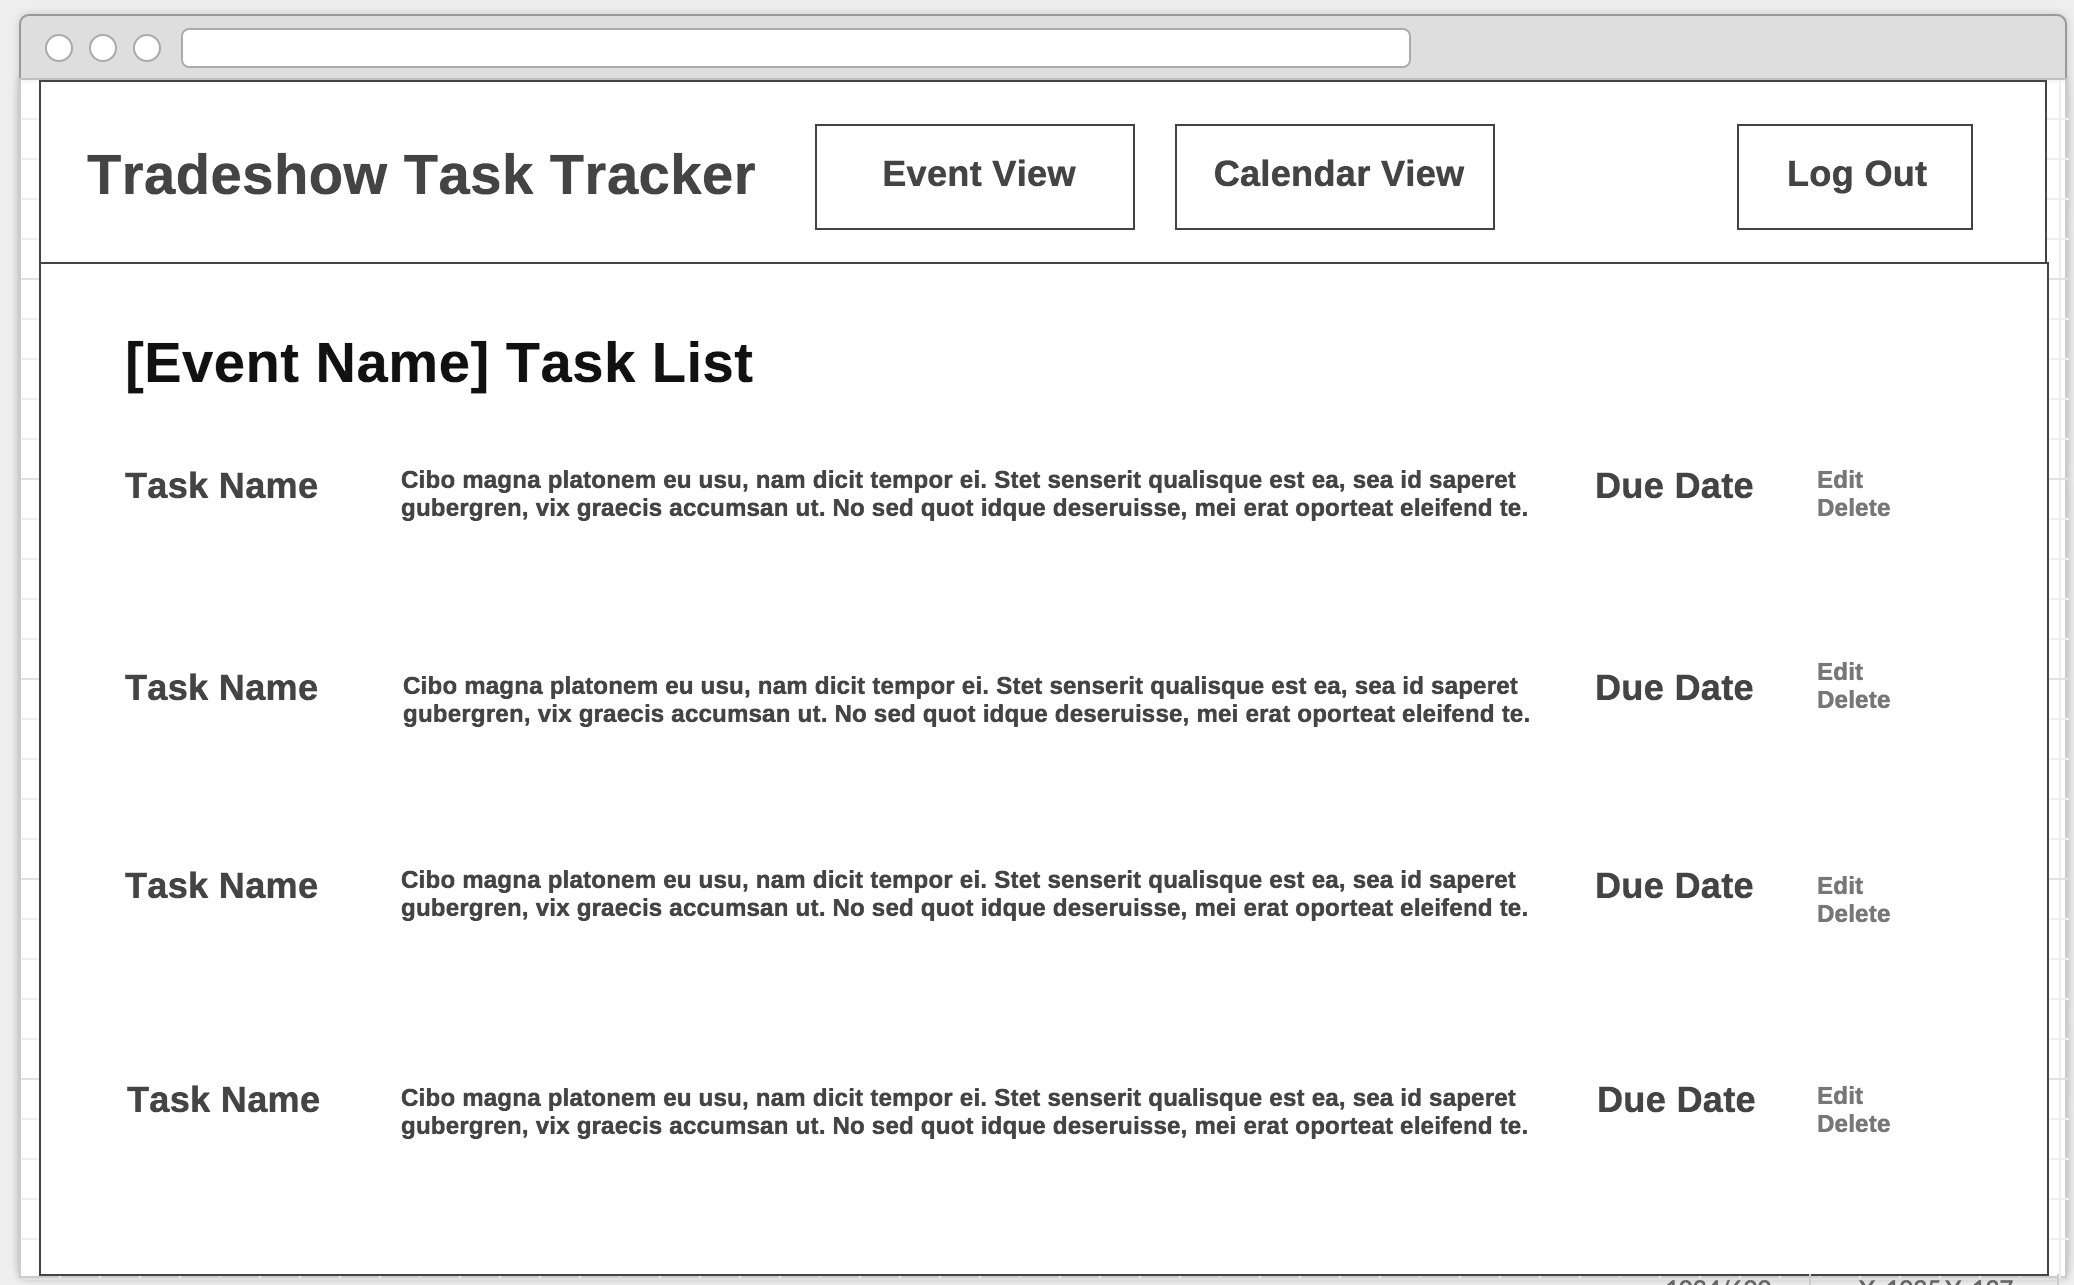 Tradeshow Task Tracker
Event View
Calendar View
Log Out
[Event Name] Task List
Task Name
Cibo magna platonem eu usu, nam dicit tempor ei. Stet senserit qualisque est ea, sea id saperet
gubergren, vix graecis accumsan ut. No sed quot idque deseruisse, mei erat oporteat eleifend te.
Due Date
Edit
Delete
Task Name
Cibo magna platonem eu usu, nam dicit tempor ei. Stet senserit qualisque est ea, sea id saperet
gubergren, vix graecis accumsan ut. No sed quot idque deseruisse, mei erat oporteat eleifend te.
Due Date
Edit
Delete
Task Name
Cibo magna platonem eu usu, nam dicit tempor ei. Stet senserit qualisque est ea, sea id saperet
gubergren, vix graecis accumsan ut. No sed quot idque deseruisse, mei erat oporteat eleifend te.
Due Date
Edit
Delete
Task Name
Cibo magna platonem eu usu, nam dicit tempor ei. Stet senserit qualisque est ea, sea id saperet
gubergren, vix graecis accumsan ut. No sed quot idque deseruisse, mei erat oporteat eleifend te.
Due Date
Edit
Delete